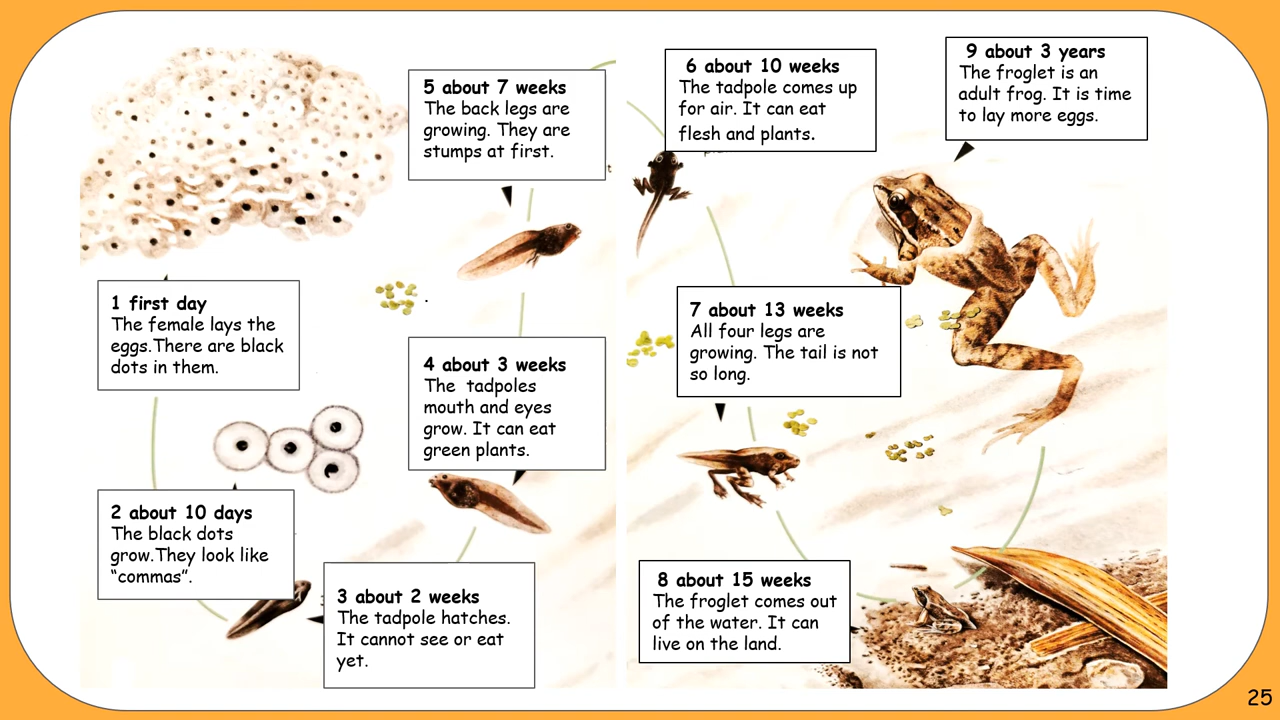 1 first day
The female lays the
eggs.There are black
dots in them.
2 about 10 days
The black dots
grow.They look like
“commas”.
3 about 2 weeks
The tadpole hatches.
It cannot see or eat
yet.
4 about 3 weeks
The tadpoles
mouth and eyes
grow. It can eat
green plants.
5 about 7 weeks
The back legs are
growing. They are
stumps at first.
6 about 10 weeks
The tadpole comes up
for air. It can eat
flesh and plants.
7 about 13 weeks
All four legs are
growing. The tail is not
so long.
8 about 15 weeks
The froglet comes out
of the water. It can
live on the land.
9 about 3 years
The froglet is an
adult frog. It is time
to lay more eggs.
25